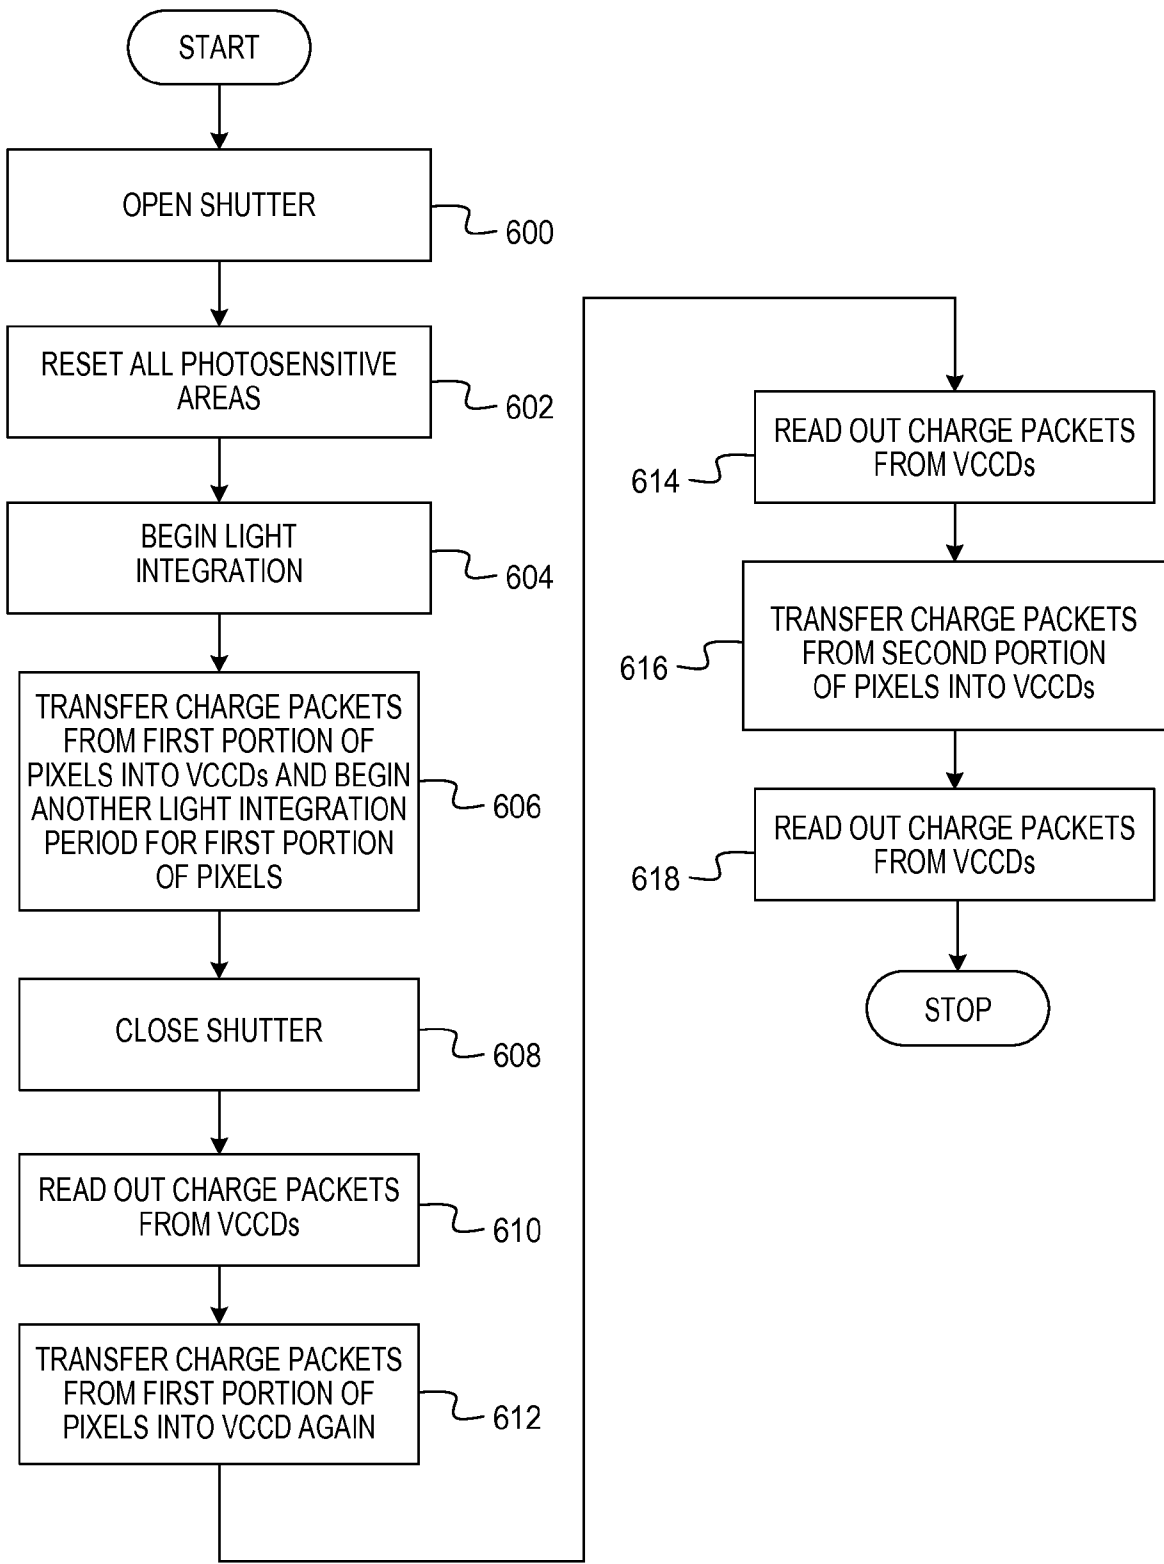 START
OPEN SHUTTER
600
RESET ALL PHOTOSENSITIVE
AREAS
602
BEGIN LIGHT
INTEGRATION
604
TRANSFER CHARGE PACKETS
FROM FIRST PORTION OF
PIXELS INTO VCCDs AND BEGIN
ANOTHER LIGHT INTEGRATION
PERIOD FOR FIRST PORTION
OF PIXELS
606
CLOSE SHUTTER
608
READ OUT CHARGE PACKETS
FROM VCCDs
610
TRANSFER CHARGE PACKETS
FROM FIRST PORTION OF
PIXELS INTO VCCD AGAIN
612
READ OUT CHARGE PACKETS
FROM VCCDs
614
TRANSFER CHARGE PACKETS
FROM SECOND PORTION
OF PIXELS INTO VCCDs
616
READ OUT CHARGE PACKETS
FROM VCCDs
618
STOP